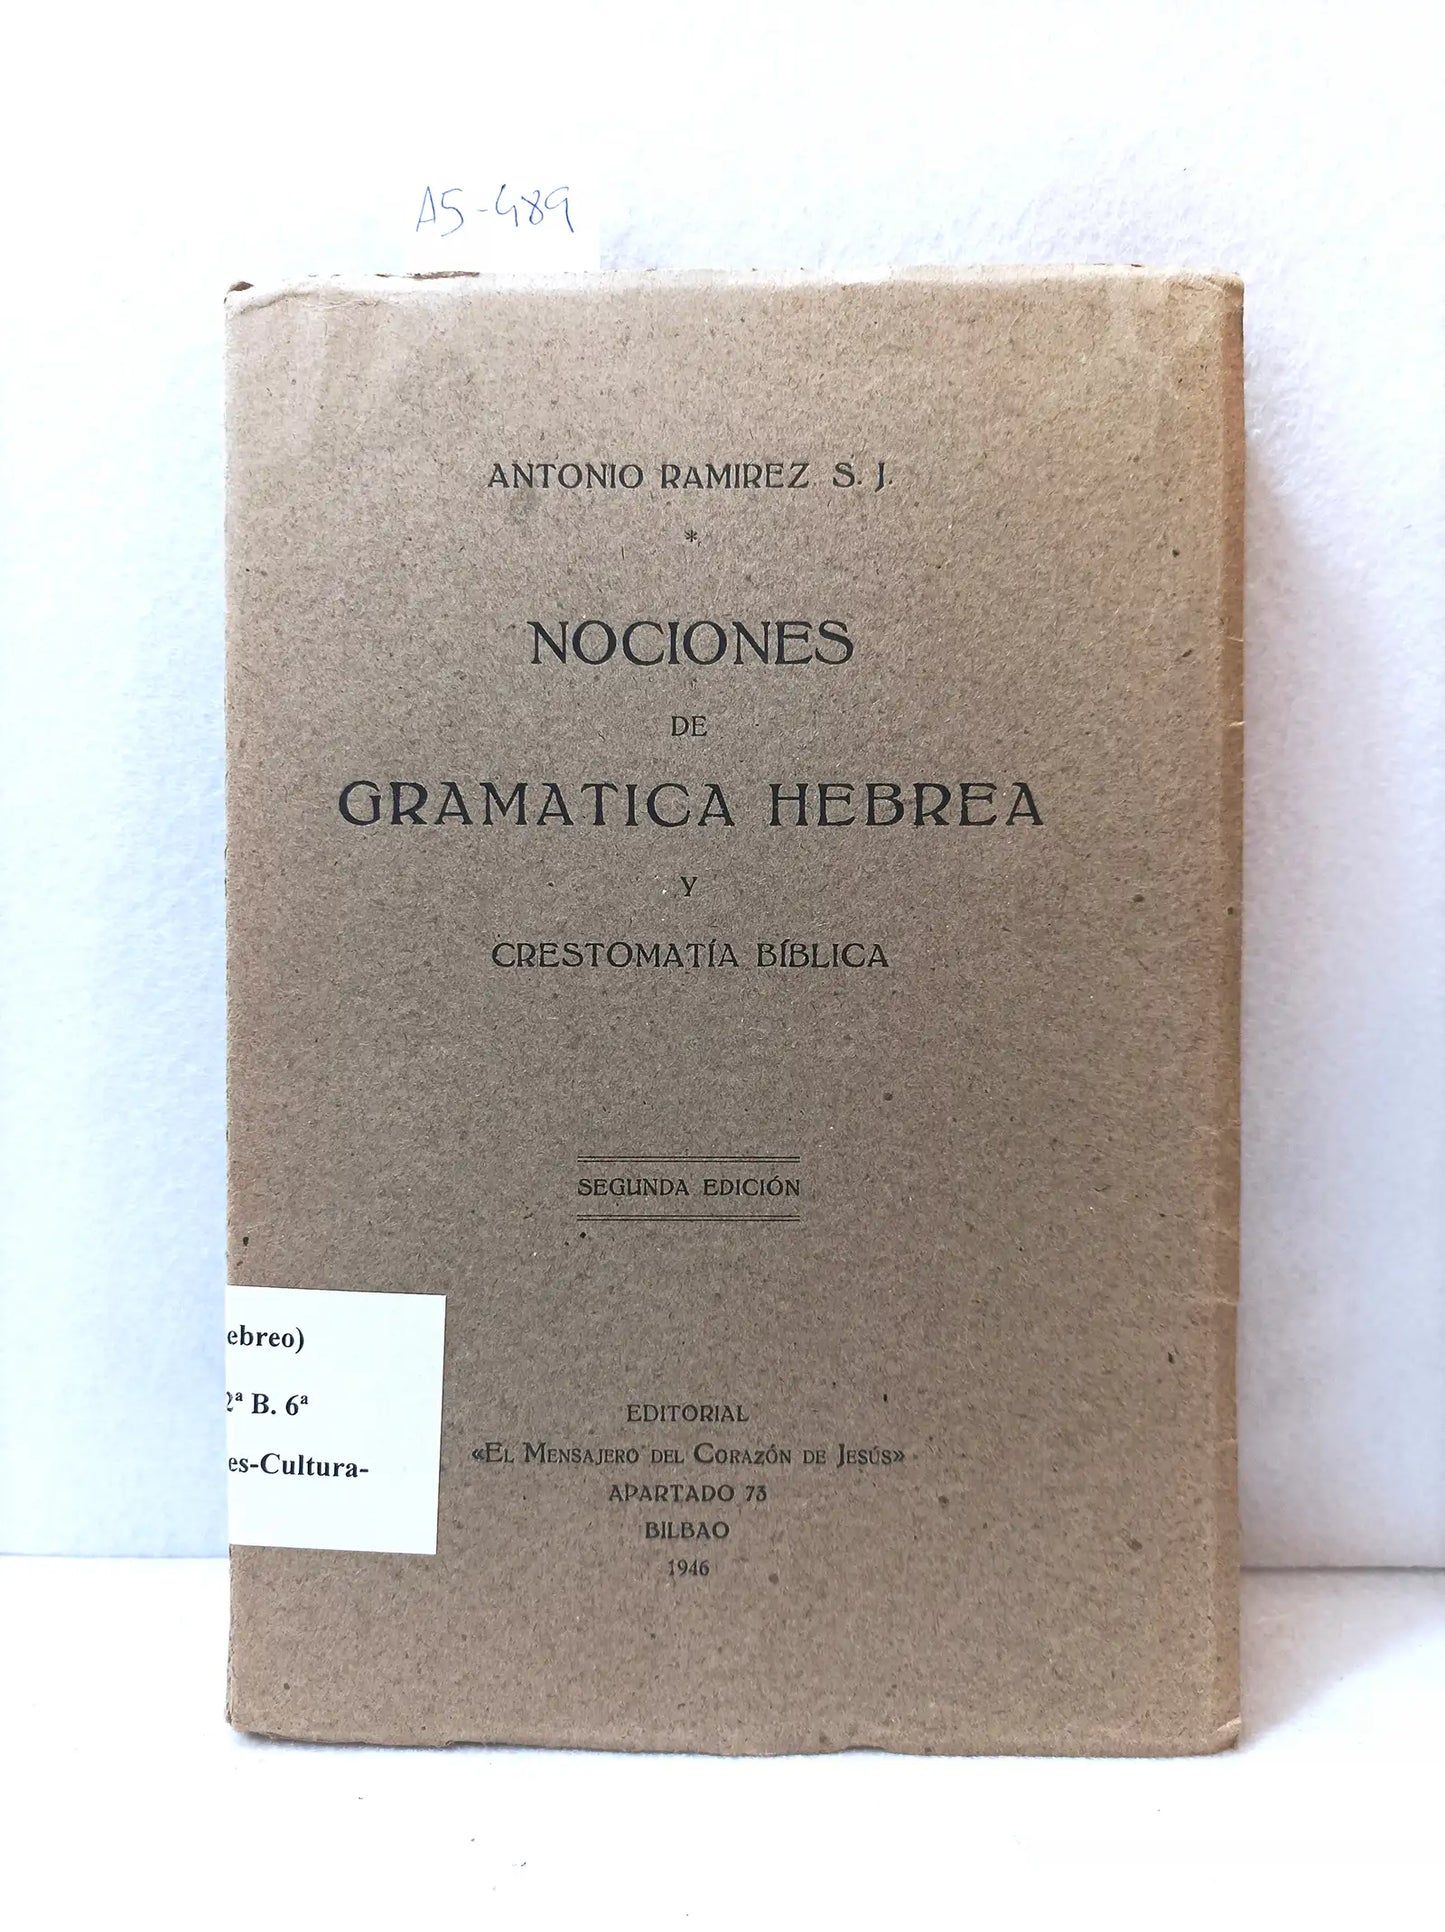 A5-489
ANTONIO RAMIREZ S. J.
*
NOCIONES
DE
GRAMATICA HEBREA
Y
CRESTOMATÍA BÍBLICA
SEGUNDA EDICIÓN
ebreo)
2ª B. 6ª
es-Cultura-
EDITORIAL
«EL MENSAJERO DEL CORAZÓN DE JESÚS»
APARTADO 73
BILBAO
1946